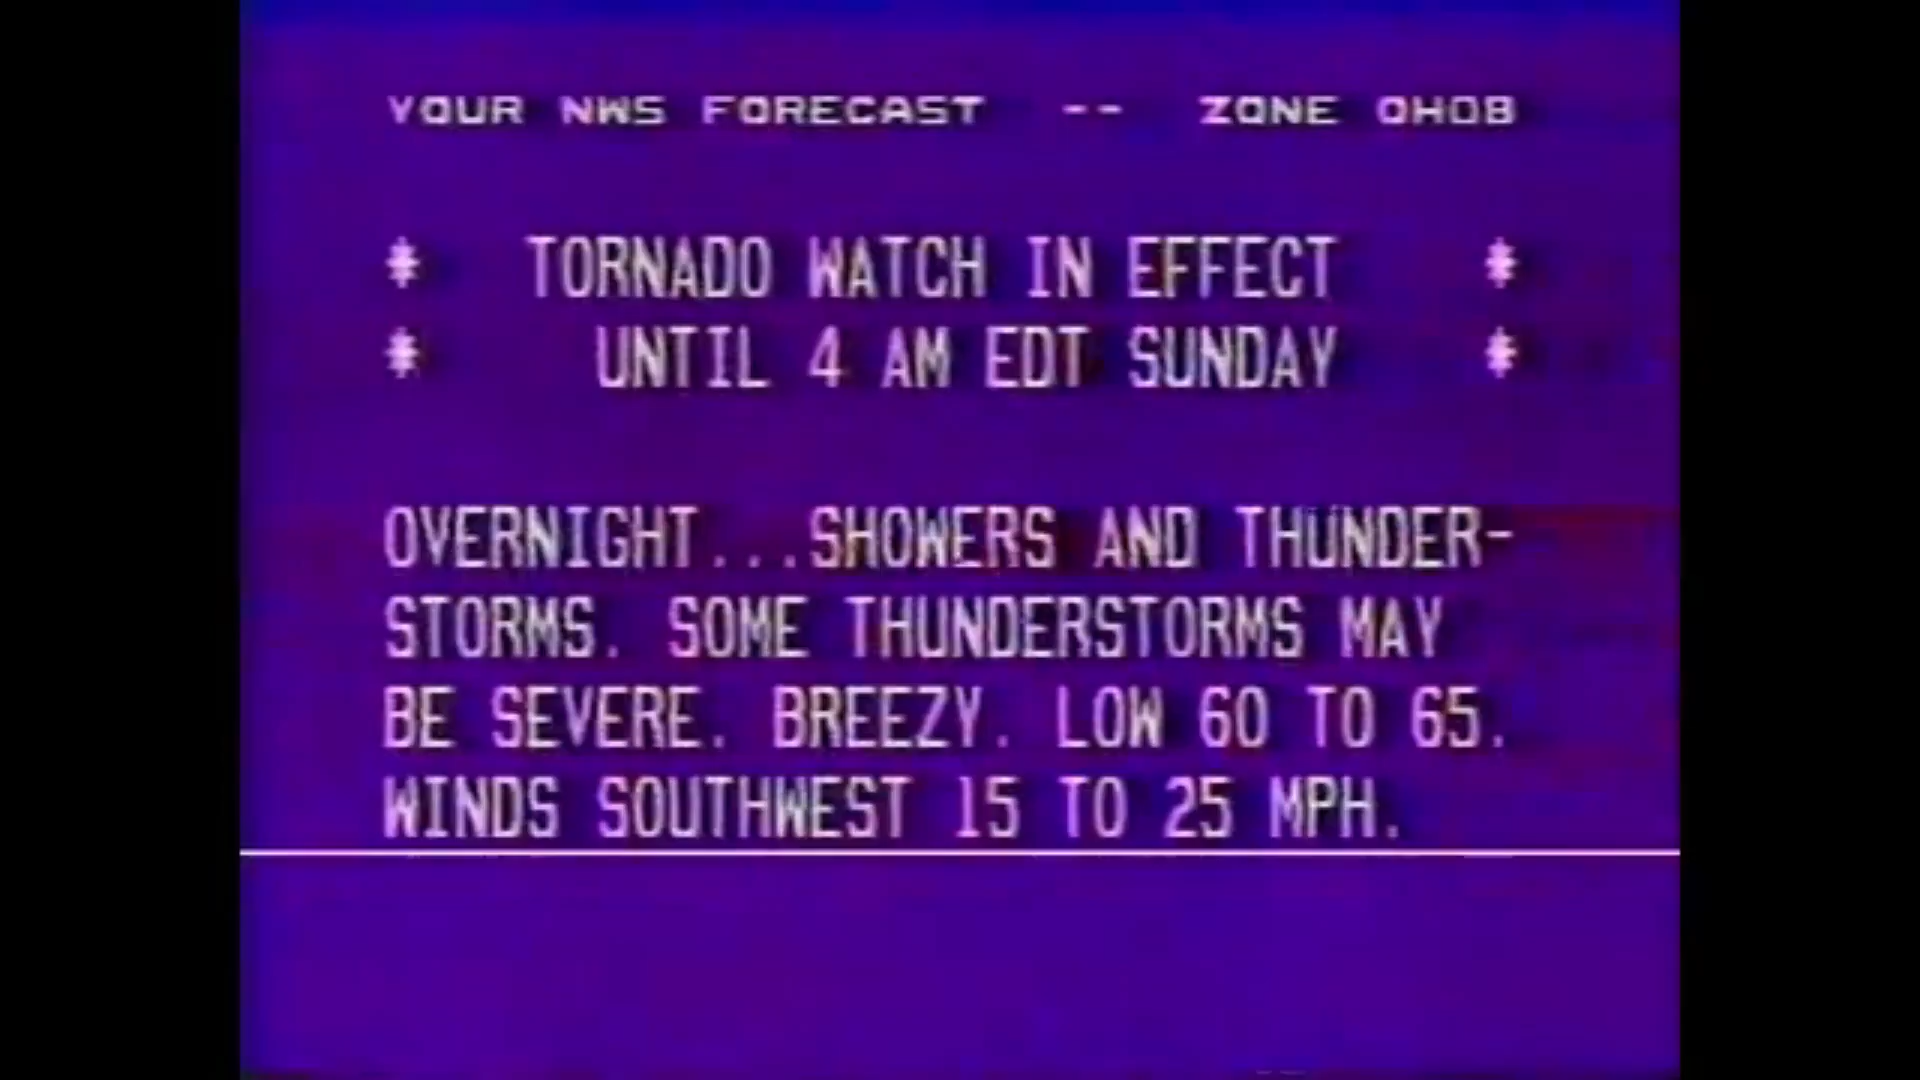 YOUR NWS FORECAST -- ZONE OH08
* TORNADO WATCH IN EFFECT *
* UNTIL 4 AM EDT SUNDAY *
OVERNIGHT...SHOWERS AND THUNDER-
STORMS. SOME THUNDERSTORMS MAY
BE SEVERE. BREEZY. LOW 60 TO 65.
WINDS SOUTHWEST 15 TO 25 MPH.